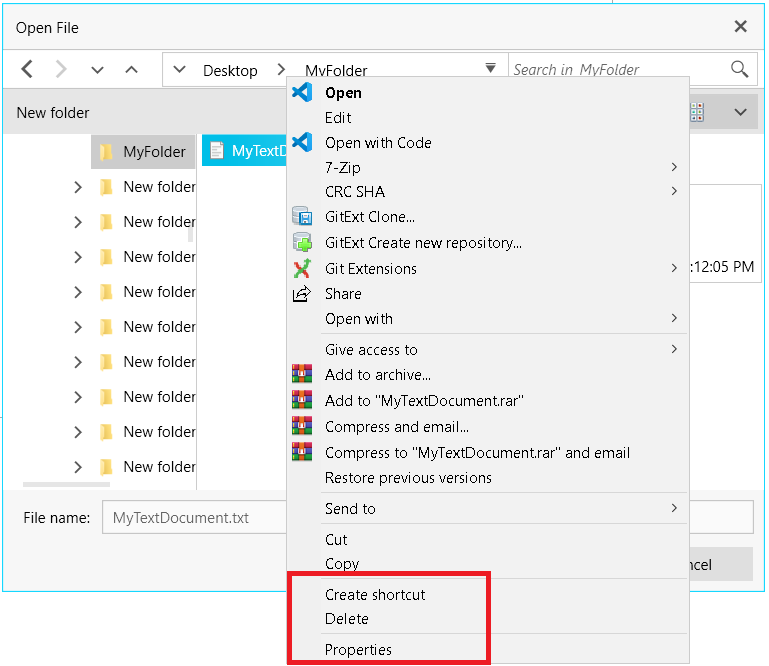 Open File
Desktop
MyFolder
Search in MyFolder
New folder
MyFolder
New folder
New folder
New folder
New folder
New folder
New folder
New folder
New folder
New folder
MyTextD
:12:05 PM
Open
Edit
Open with Code
7-Zip
CRC SHA
GitExt Clone...
GitExt Create new repository...
Git Extensions
Share
Open with
Give access to
Add to archive...
Add to "MyTextDocument.rar"
Compress and email...
Compress to "MyTextDocument.rar" and email
Restore previous versions
Send to
Cut
Copy
Create shortcut
Delete
Properties
File name: MyTextDocument.txt
ncel